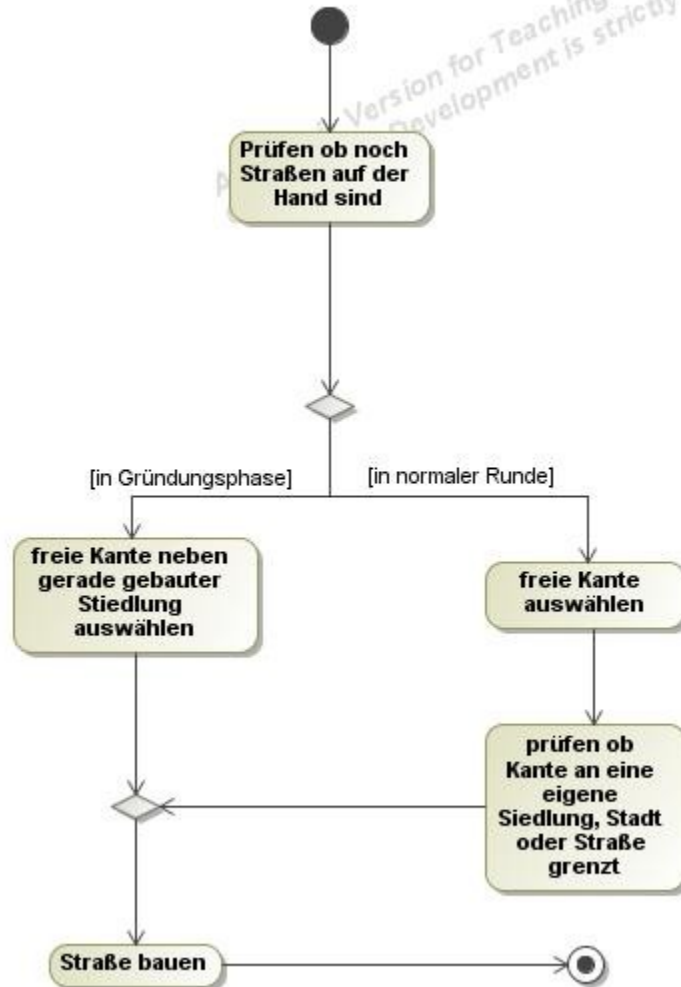 Version for Teaching
Development is strictly
Prüfen ob noch
Straßen auf der
Hand sind
[in Gründungsphase]
[in normaler Runde]
freie Kante neben
gerade gebauter
Stiedlung
auswählen
freie Kante
auswählen
prüfen ob
Kante an eine
eigene
Siedlung, Stadt
oder Straße
grenzt
Straße bauen